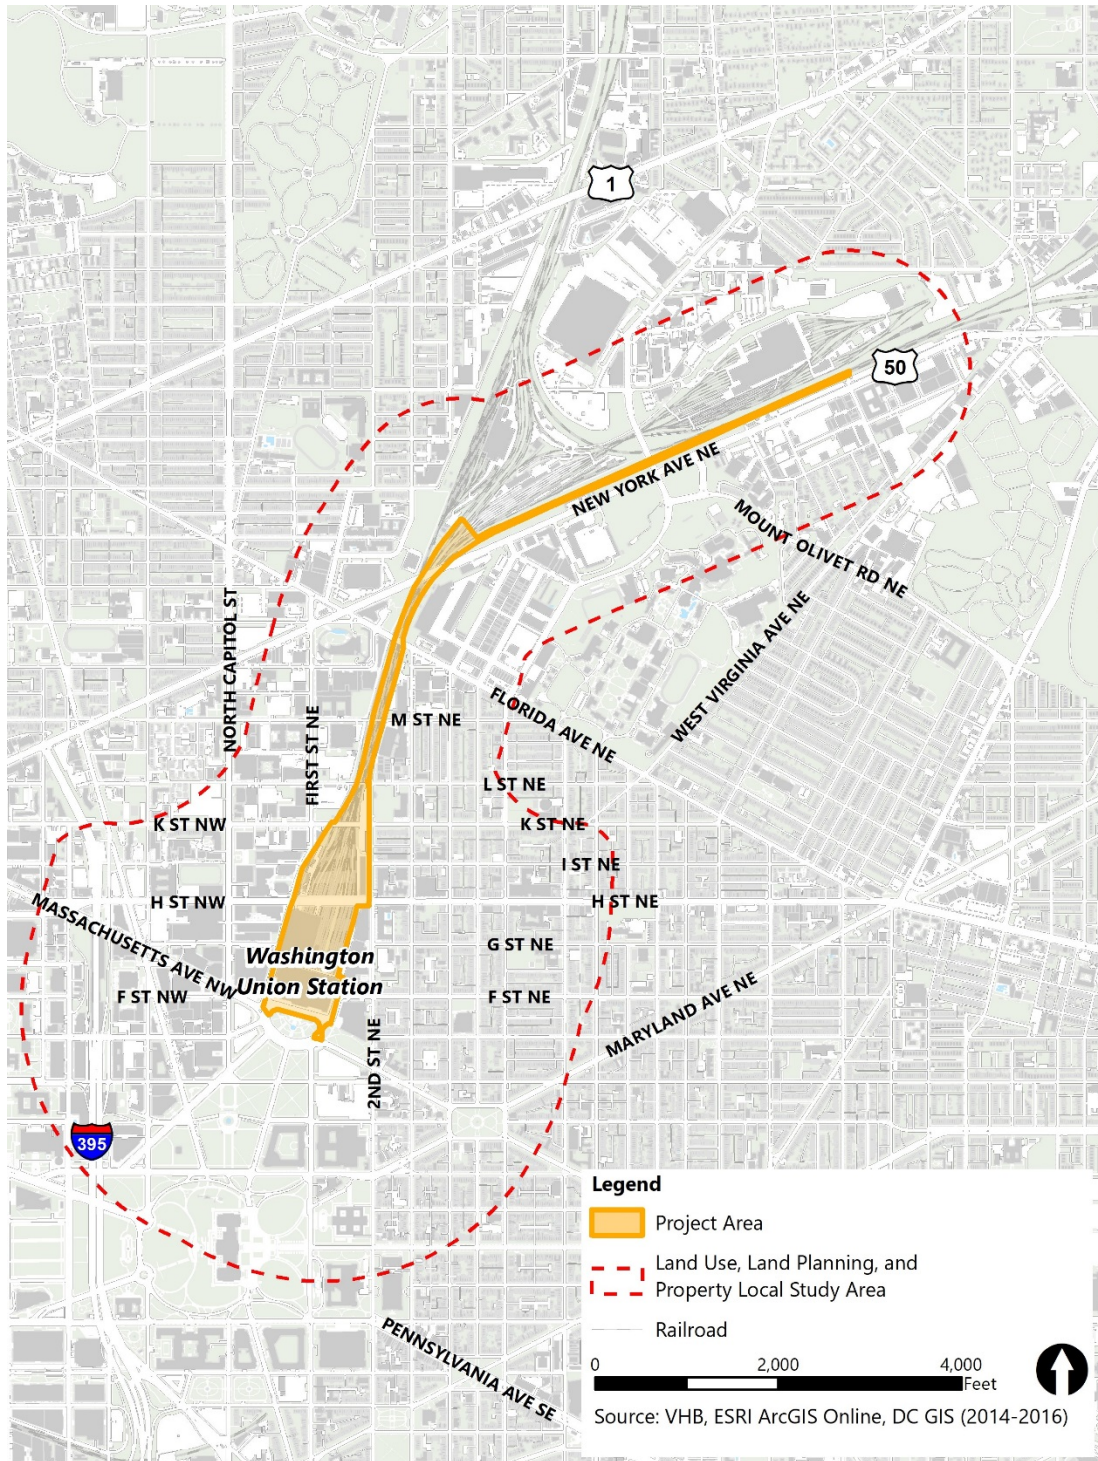 1
50
NEW YORK AVE NE
MOUNT OLIVET RD NE
NORTH CAPITOL ST
WEST VIRGINIA AVE NE
FLORIDA AVE NE
M ST NE
FIRST ST NE
L ST NE
K ST NW
K ST NE
I ST NE
H ST NW
H ST NE
MASSACHUSETTS AVE NW
G ST NE
Washington
Union Station
F ST NW
F ST NE
MARYLAND AVE NE
2ND ST NE
395
PENNSYLVANIA AVE SE
Legend
Project Area
Land Use, Land Planning, and
Property Local Study Area
Railroad
0 2,000 4,000
Feet
Source: VHB, ESRI ArcGIS Online, DC GIS (2014-2016)